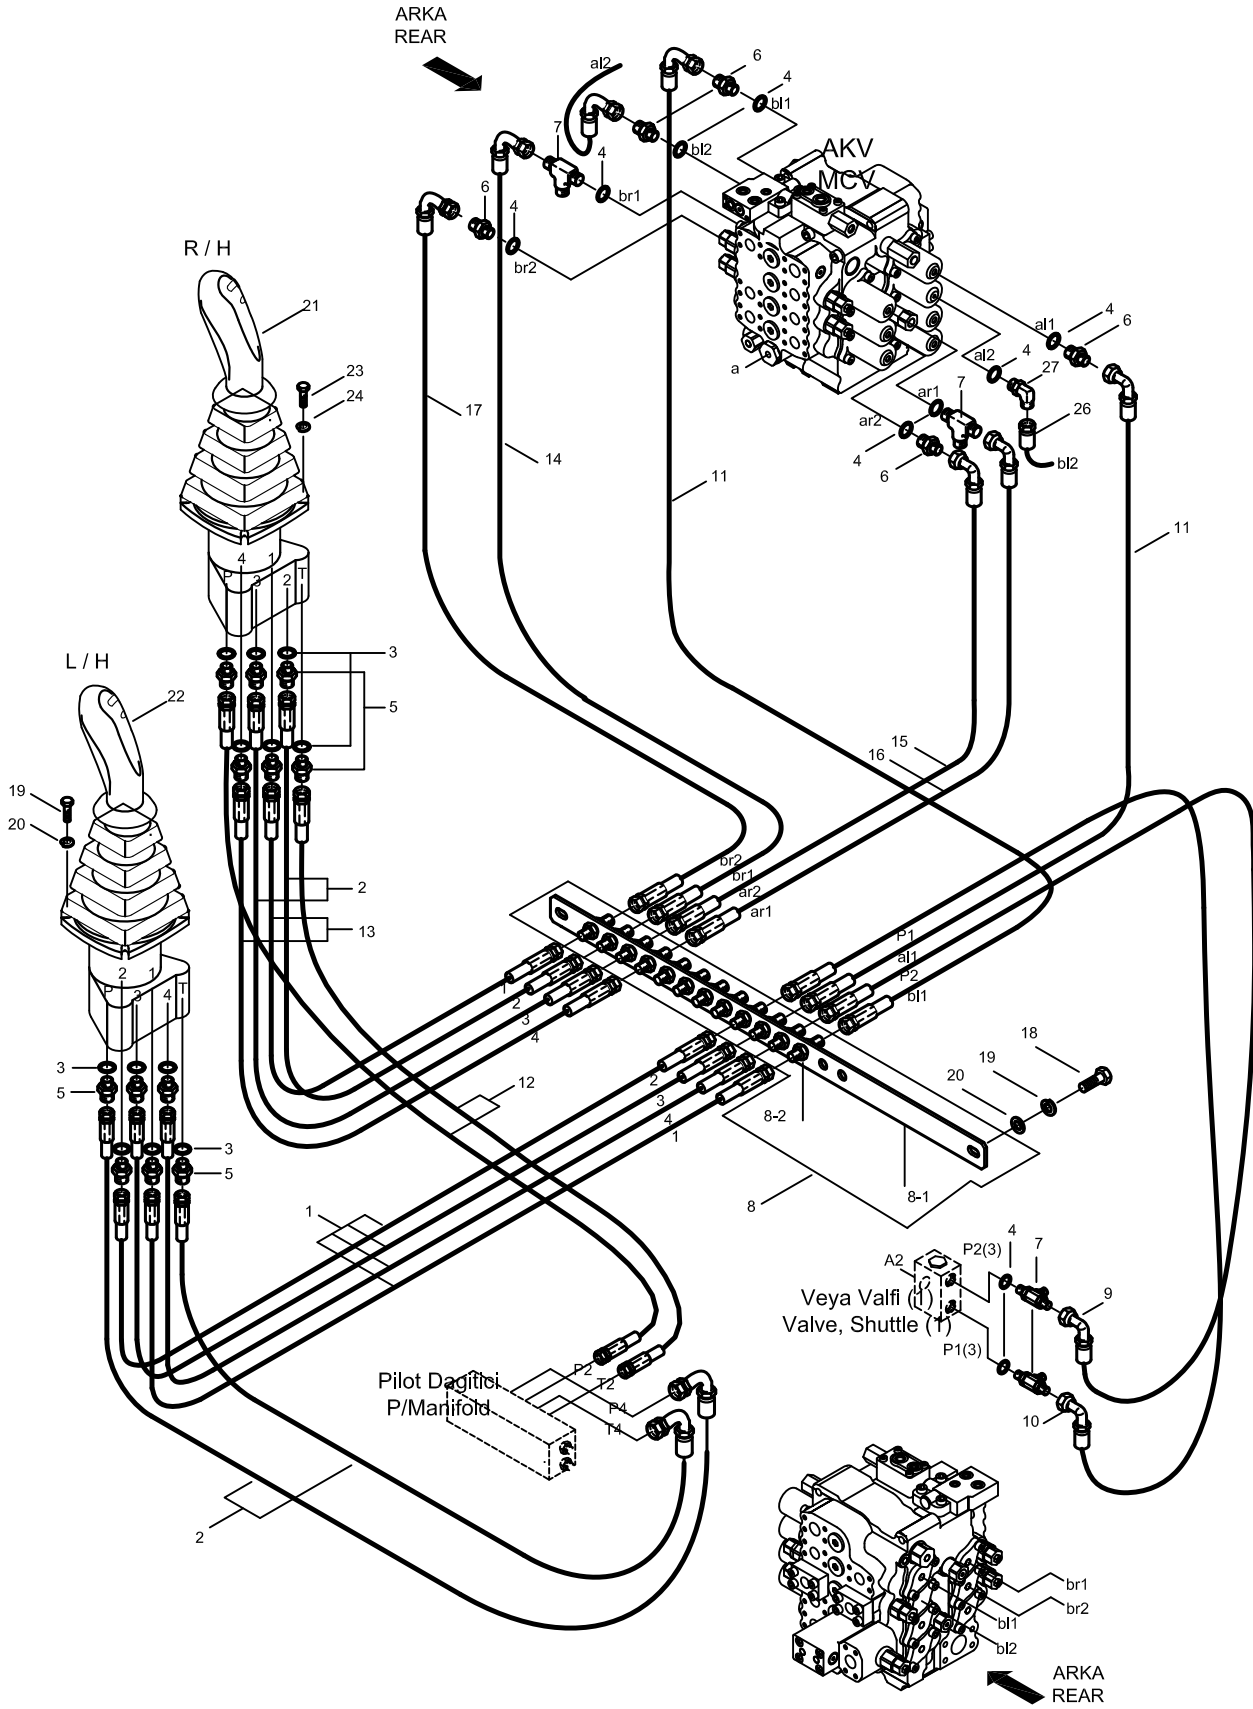 ARKA
REAR
al2
6
4
bl1
7
bl2
4
br1
6
4
br2
AKV
MCV
R / H
21
23
24
a
17
14
11
al1
4
6
al2
4
27
7
ar1
ar2
26
4
6
bl2
11
4
1
P
3
2
T
3
5
L / H
22
19
20
15
16
2
13
br2
br1
ar2
ar1
P1
al1
P2
bl1
2
1
P
3
4
T
1
2
3
4
3
5
3
5
12
2
3
4
1
18
19
20
8-2
8-1
8
1
A2
P2(3)
4
7
9
Veya Valfi (1)
Valve, Shuttle (1)
P1(3)
10
Pilot Dagitici
P/Manifold
P2
T2
P4
T4
2
br1
br2
bl1
bl2
ARKA
REAR